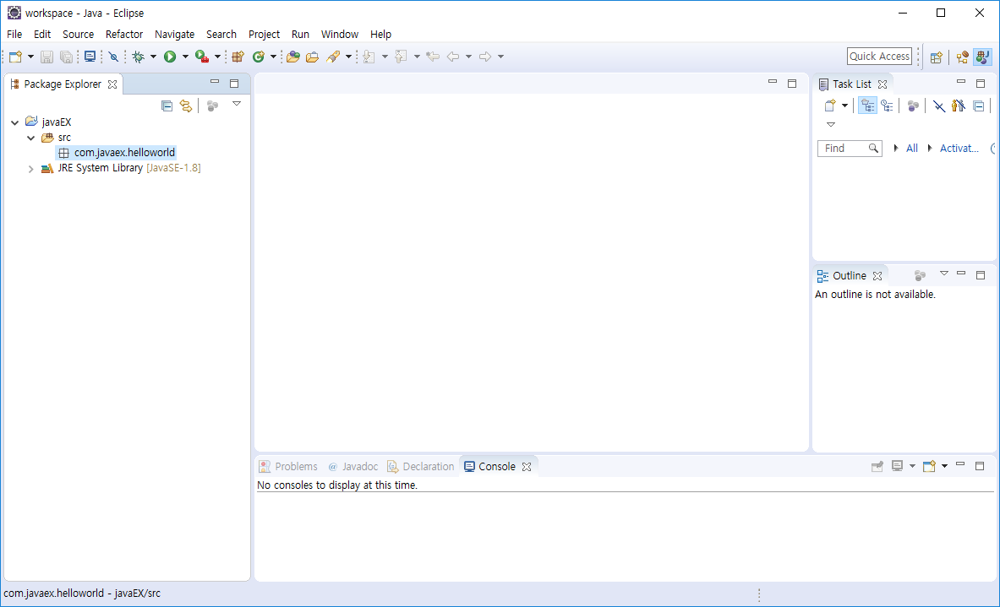 workspace - Java - Eclipse
File Edit Source Refactor Navigate Search Project Run Window Help
Quick Access
Package Explorer
javaEX
src
com.javaex.helloworld
JRE System Library [JavaSE-1.8]
Task List
Find All Activat...
Outline
An outline is not available.
Problems @ Javadoc Declaration Console
No consoles to display at this time.
com.javaex.helloworld - javaEX/src